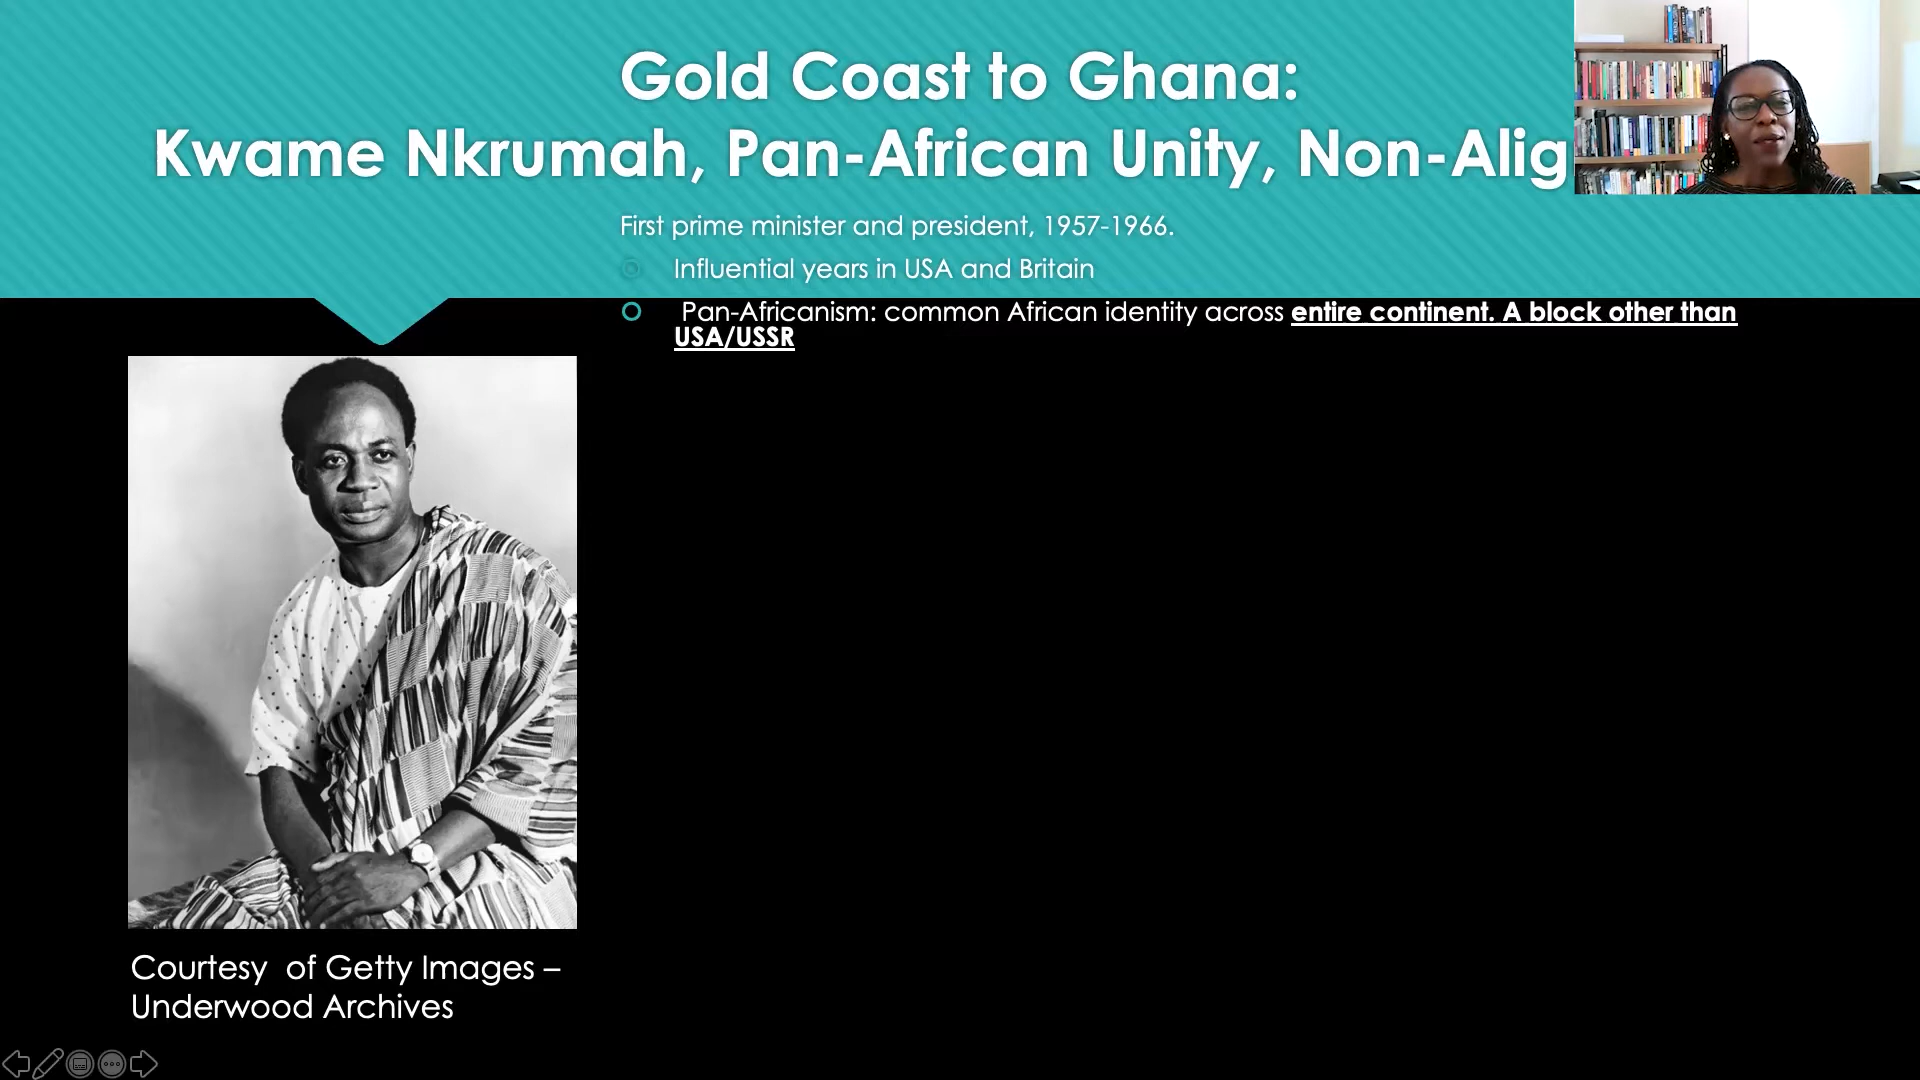 Gold Coast to Ghana:
Kwame Nkrumah, Pan-African Unity, Non-Alig
First prime minister and president, 1957-1966.
Influential years in USA and Britain
Pan-Africanism: common African identity across entire continent. A block other than
USA/USSR
Courtesy of Getty Images –
Underwood Archives